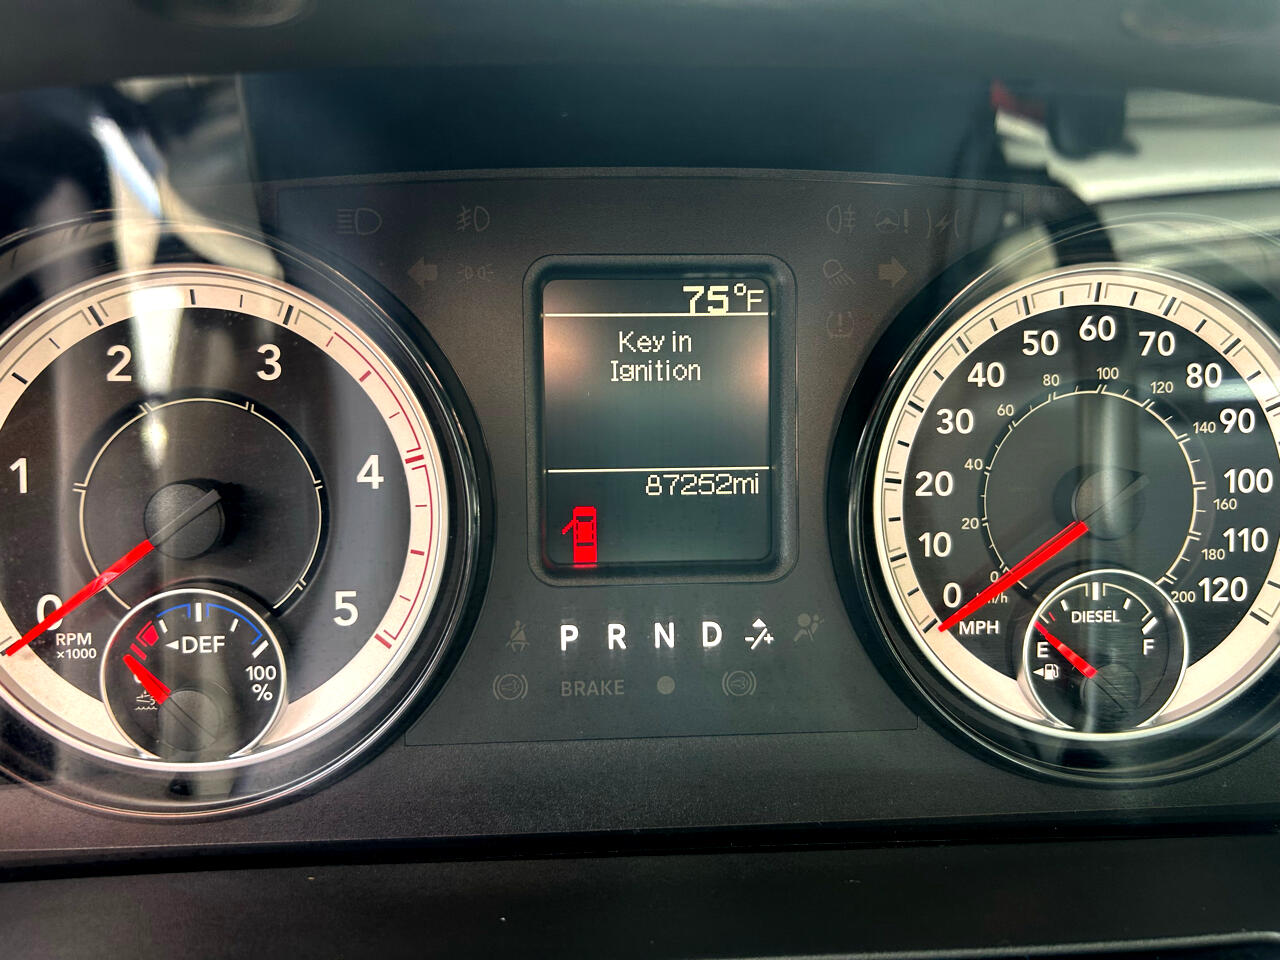 75°F
Key in
Ignition
87252mi
P R N D -/+
BRAKE
0 1 2 3 4 5
RPM
×1000
DEF
100
%
0 10 20 30 40 50 60 70 80 90 100 110 120
MPH
0 20 40 60 80 100 120 140 160 180 200
km/h
DIESEL
E F